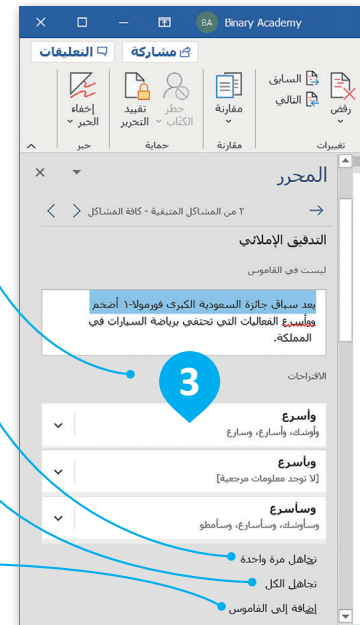 BA Binary Academy
مشاركة
التعليقات
رفض
السابق
التالي
مقارنة
حظر الكتّاب
تقييد التحرير
إخفاء الحبر
تغييرات
مقارنة
حماية
حبر
المحرر
٢ من المشاكل المتبقية - كافة المشاكل
التدقيق الإملائي
ليست في القاموس
يعد سباق جائزة السعودية الكبرى فورمولا-١ أضخم
ووأسرع الفعاليات التي تحتفي برياضة السيارات في
المملكة.
الاقتراحات
3
وأسرع
وأوشك، وأسارع، وسارع
وبأسرع
[لا توجد معلومات مرجعية]
وسأسرع
وسأوشك، وسأسارع، وسأمطو
تجاهل مرة واحدة
تجاهل الكل
إضافة إلى القاموس